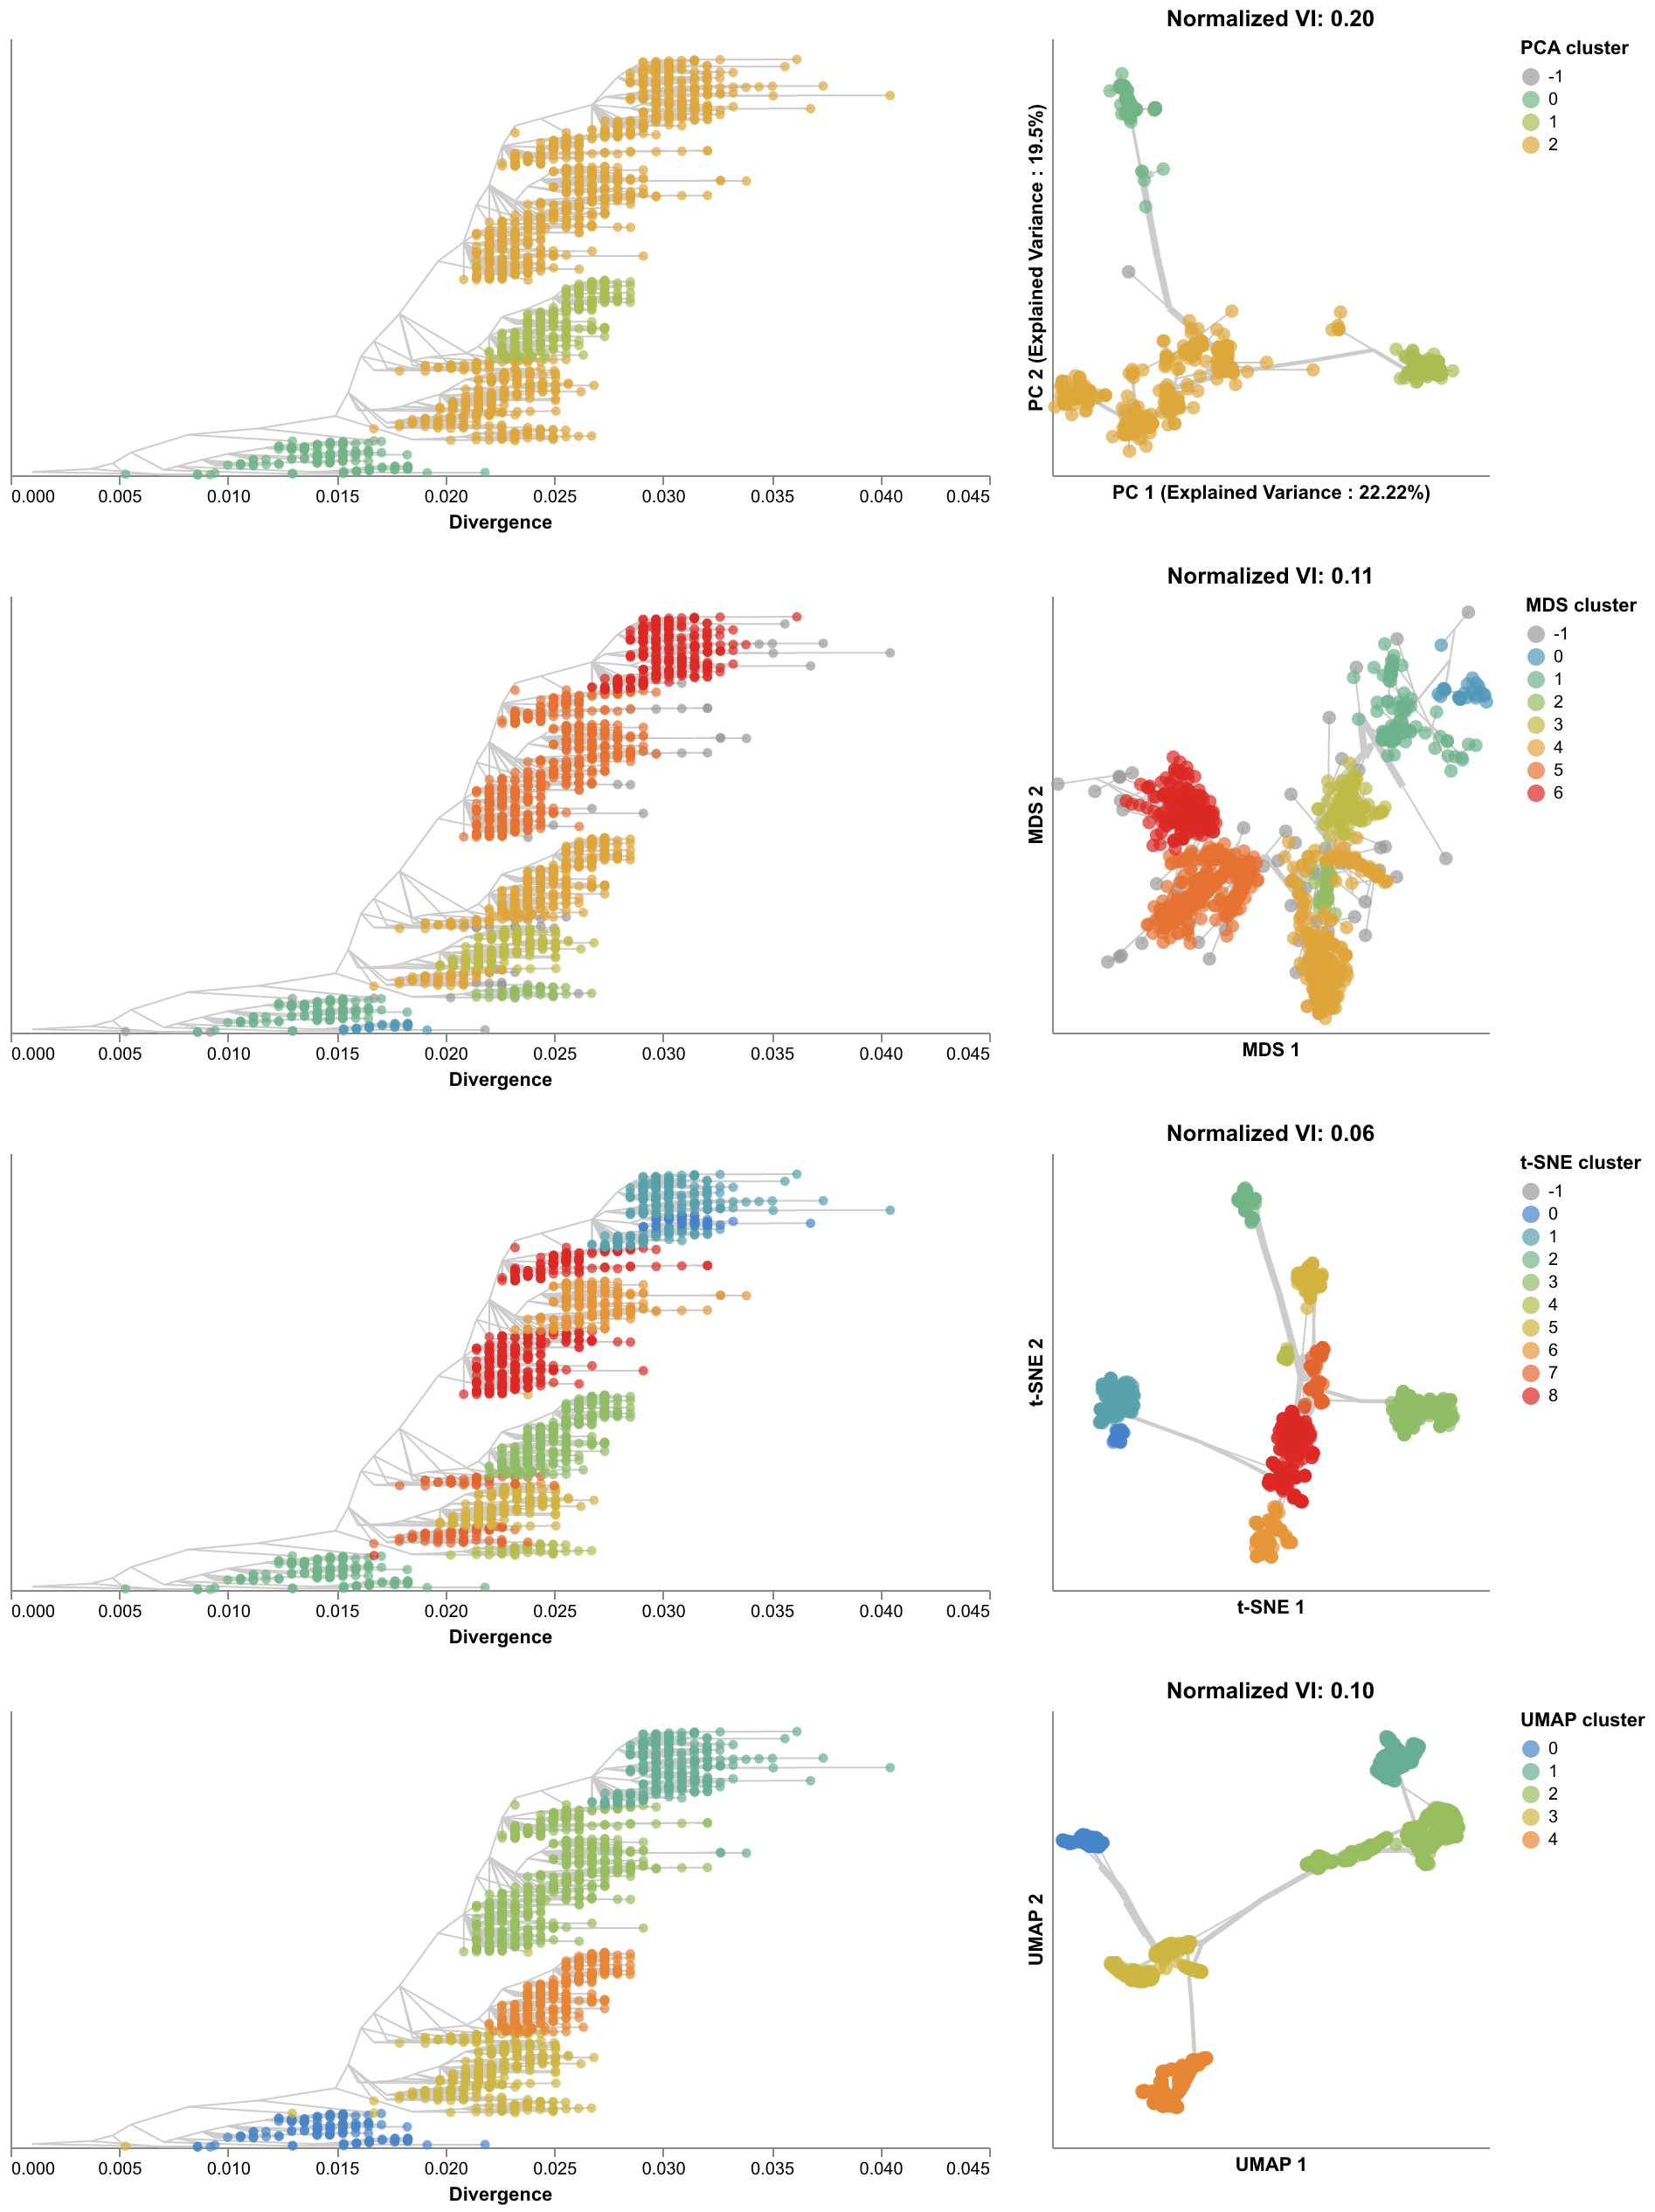 Normalized VI: 0.20
PCA cluster
-1
0
1
2
PC 2 (Explained Variance : 19.5%)
0.000 0.005 0.010 0.015 0.020 0.025 0.030 0.035 0.040 0.045
Divergence
PC 1 (Explained Variance : 22.22%)
Normalized VI: 0.11
MDS cluster
-1
0
1
2
3
4
5
6
MDS 2
0.000 0.005 0.010 0.015 0.020 0.025 0.030 0.035 0.040 0.045
Divergence
MDS 1
Normalized VI: 0.06
t-SNE cluster
-1
0
1
2
3
4
5
6
7
8
t-SNE 2
0.000 0.005 0.010 0.015 0.020 0.025 0.030 0.035 0.040 0.045
Divergence
t-SNE 1
Normalized VI: 0.10
UMAP cluster
0
1
2
3
4
UMAP 2
0.000 0.005 0.010 0.015 0.020 0.025 0.030 0.035 0.040 0.045
Divergence
UMAP 1